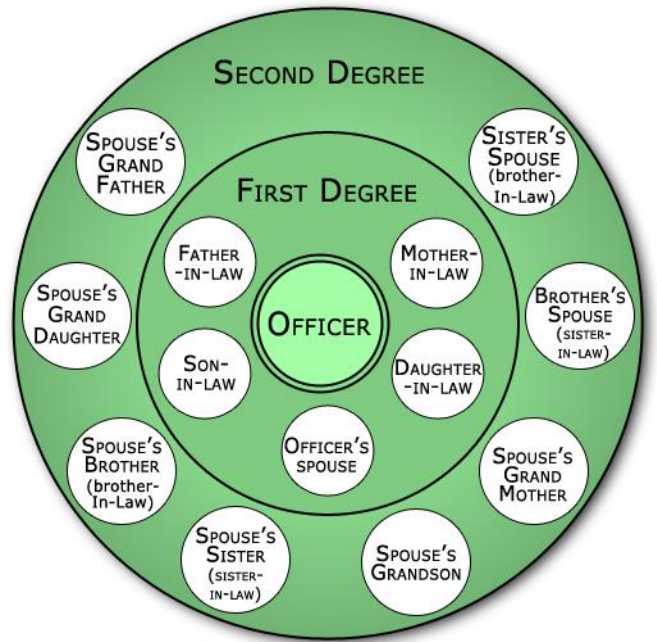 SECOND DEGREE
SPOUSE'S
GRAND
FATHER
SISTER'S
SPOUSE
(brother-
In-Law)
FIRST DEGREE
FATHER
-IN-LAW
MOTHER-
IN-LAW
SPOUSE'S
GRAND
DAUGHTER
OFFICER
BROTHER'S
SPOUSE
(SISTER-
IN-LAW)
SON-
IN-LAW
DAUGHTER
-IN-LAW
OFFICER'S
SPOUSE
SPOUSE'S
BROTHER
(brother-
In-Law)
SPOUSE'S
GRAND
MOTHER
SPOUSE'S
SISTER
(SISTER-
IN-LAW)
SPOUSE'S
GRANDSON